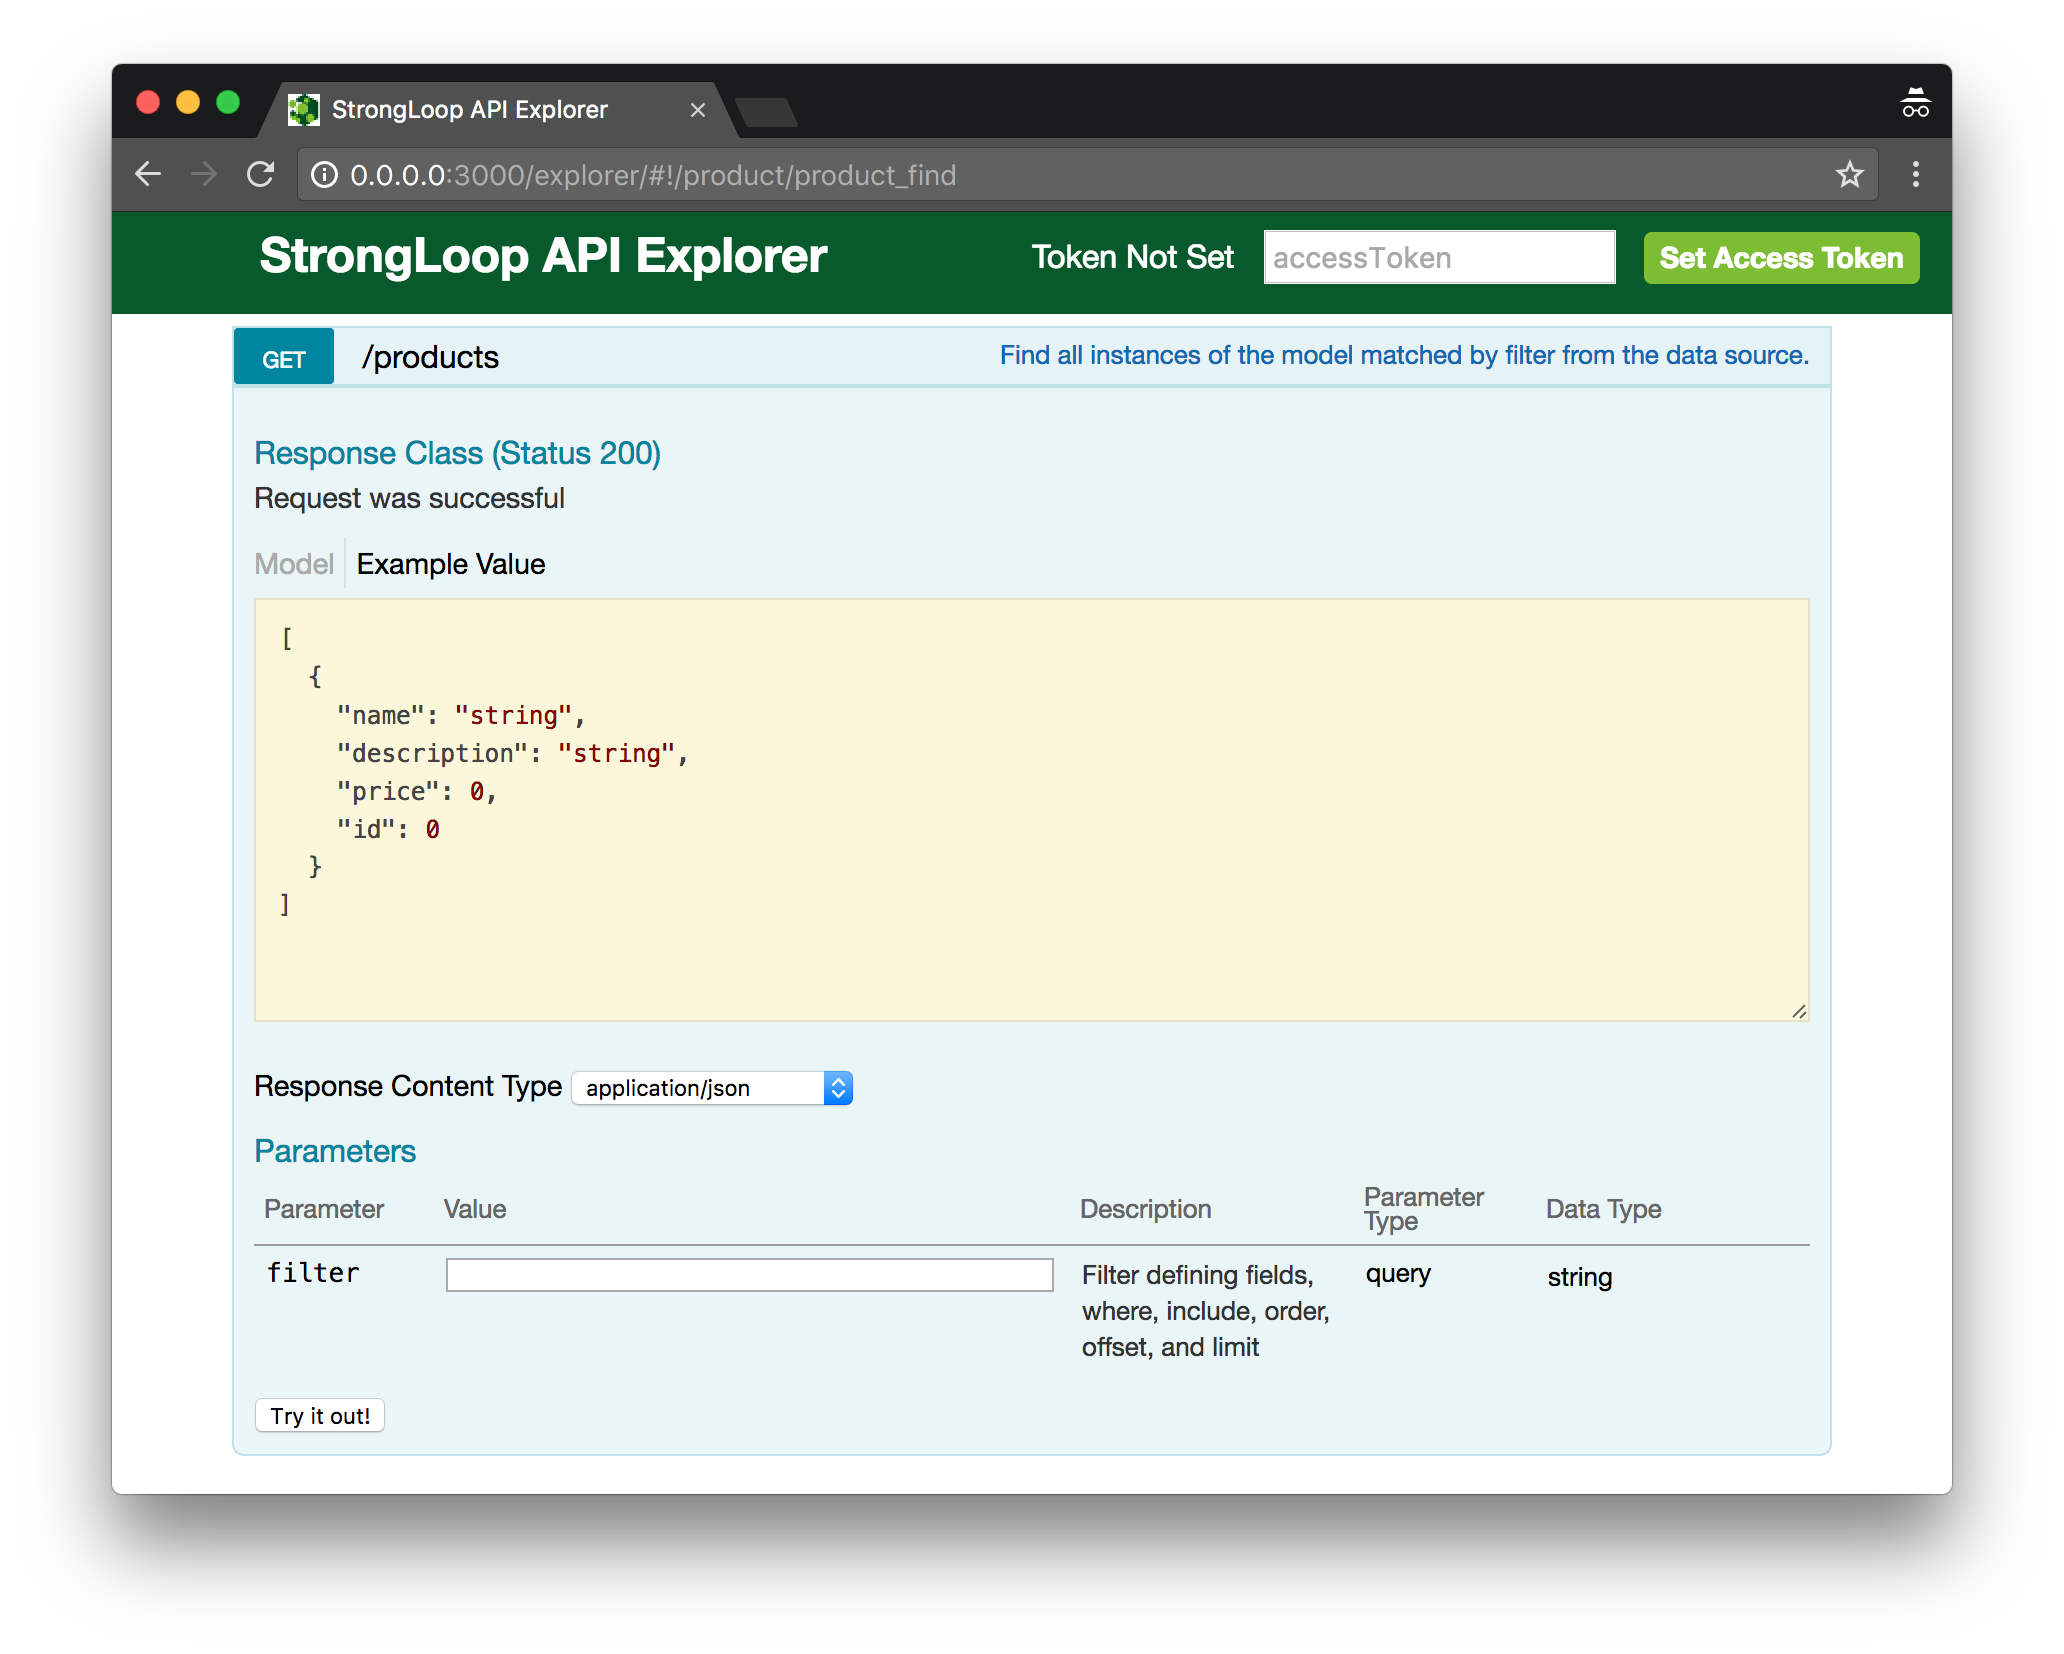 StrongLoop API Explorer
0.0.0.0:3000/explorer/#!/product/product_find
StrongLoop API Explorer
Token Not Set
accessToken
Set Access Token
GET
/products
Find all instances of the model matched by filter from the data source.
Response Class (Status 200)
Request was successful
Model
Example Value
[
  {
    "name": "string",
    "description": "string",
    "price": 0,
    "id": 0
  }
]
Response Content Type
application/json
Parameters
Parameter
Value
Description
Parameter
Type
Data Type
filter
Filter defining fields,
where, include, order,
offset, and limit
query
string
Try it out!